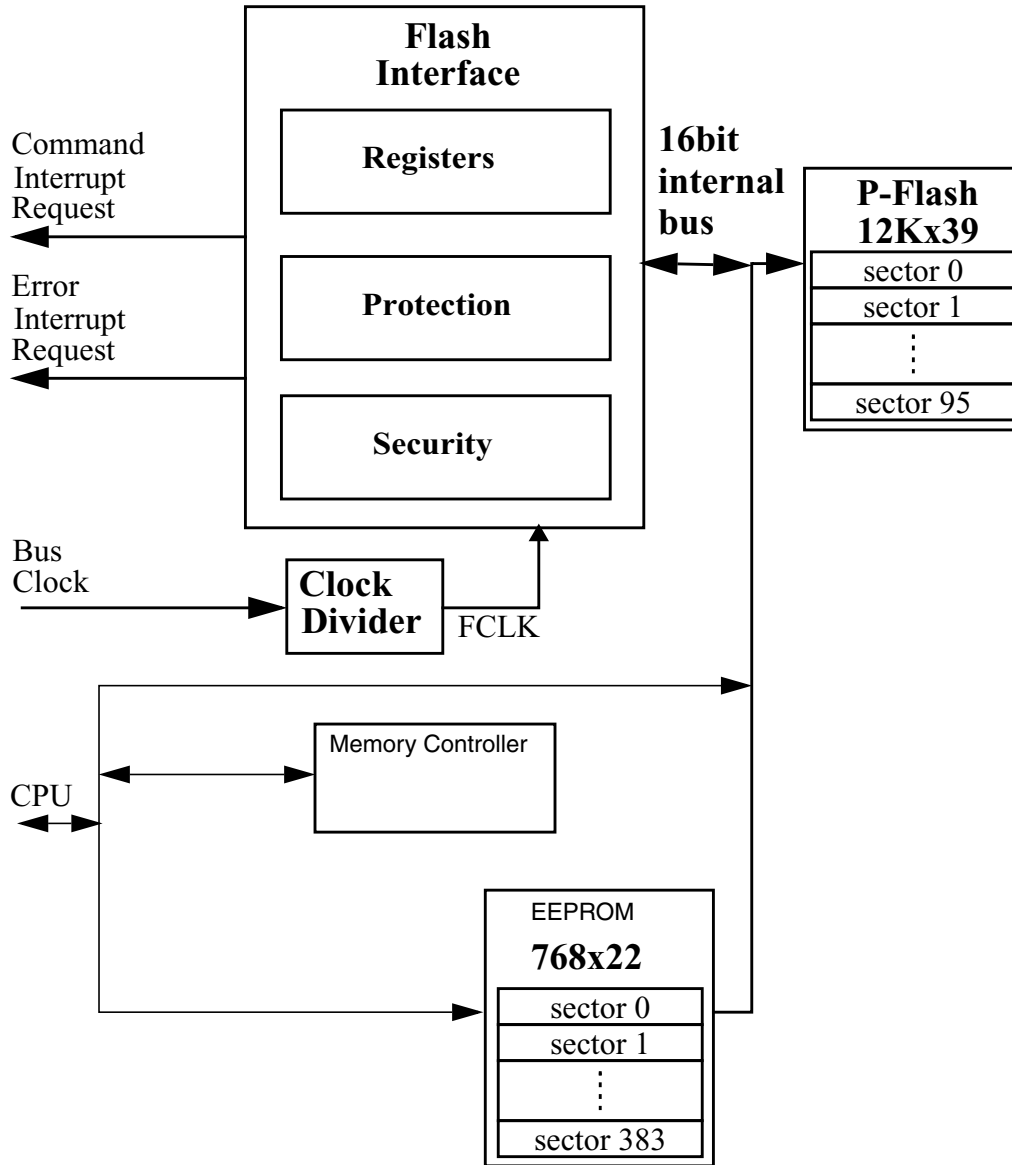 Flash
Interface
Registers
Protection
Security
Command
Interrupt
Request
Error
Interrupt
Request
16bit
internal
bus
P-Flash
12Kx39
sector 0
sector 1
sector 95
Bus
Clock
Clock
Divider
FCLK
Memory Controller
CPU
EEPROM
768x22
sector 0
sector 1
sector 383